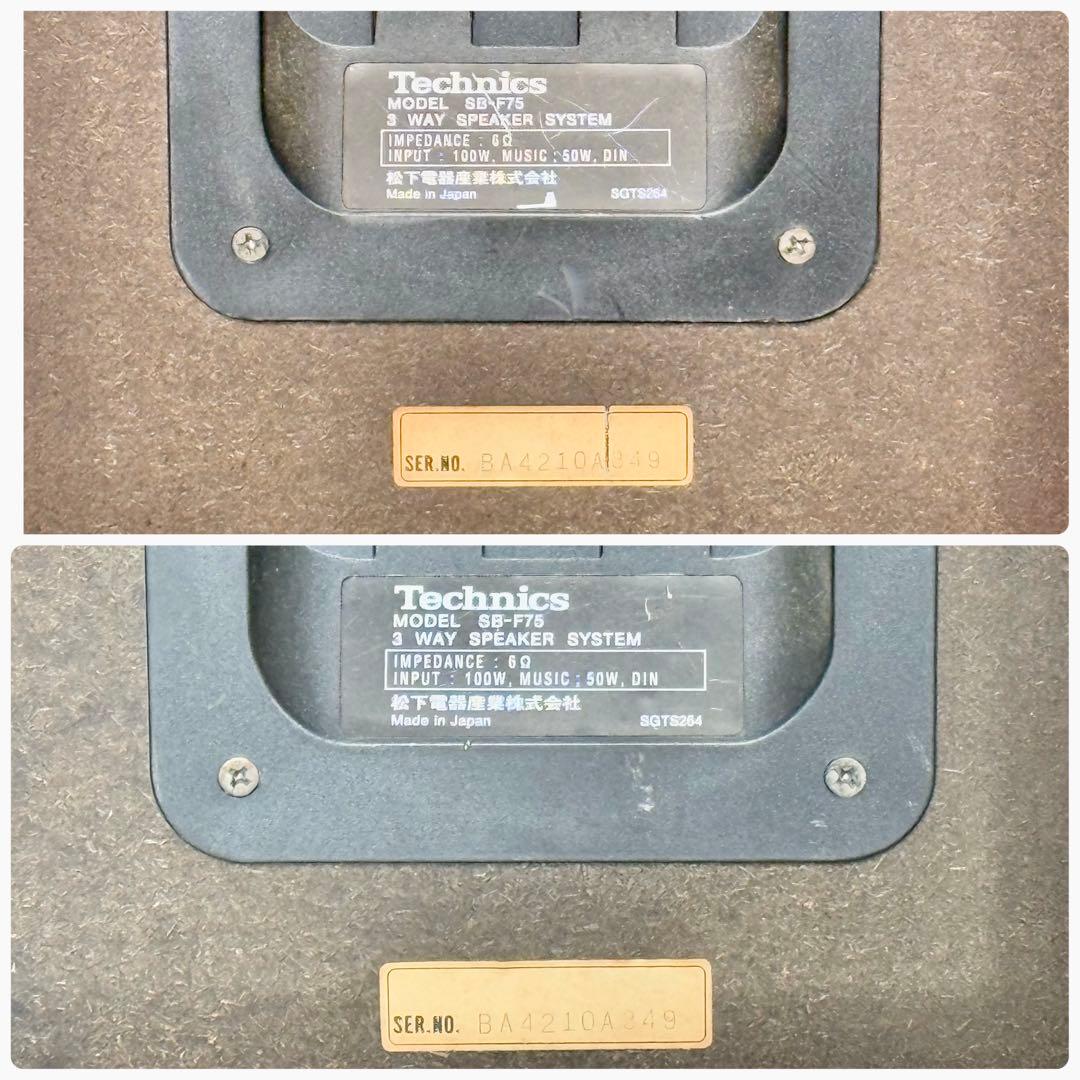 Technics
MODEL SB-F75
3 WAY SPEAKER SYSTEM
IMPEDANCE : 6Ω
INPUT : 100W, MUSIC : 50W, DIN
松下電器産業株式会社
Made in Japan SGTS264
SER.NO. BA4210A349
Technics
MODEL SB-F75
3 WAY SPEAKER SYSTEM
IMPEDANCE : 6Ω
INPUT : 100W, MUSIC : 50W, DIN
松下電器産業株式会社
Made in Japan SGTS264
SER.NO. BA4210A349